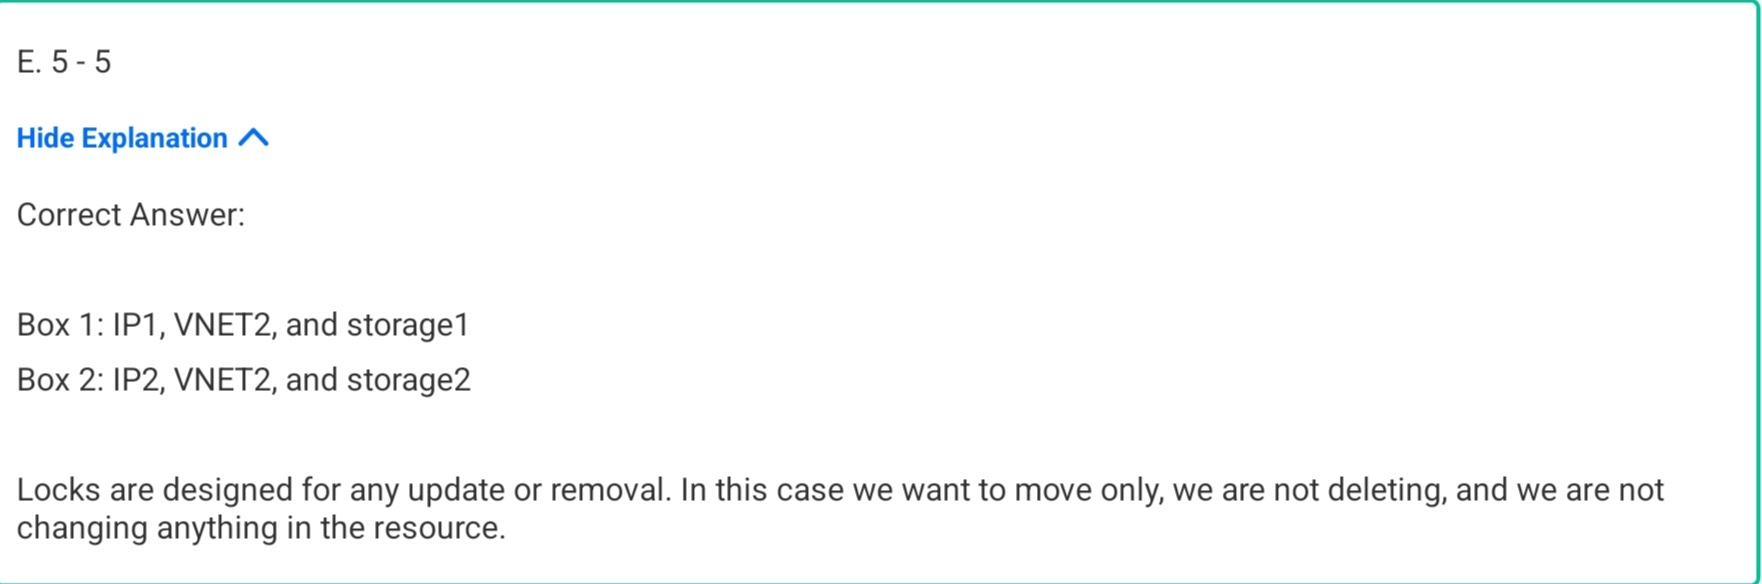 E. 5 - 5
Hide Explanation
Correct Answer:
Box 1: IP1, VNET2, and storage1
Box 2: IP2, VNET2, and storage2
Locks are designed for any update or removal. In this case we want to move only, we are not deleting, and we are not
changing anything in the resource.